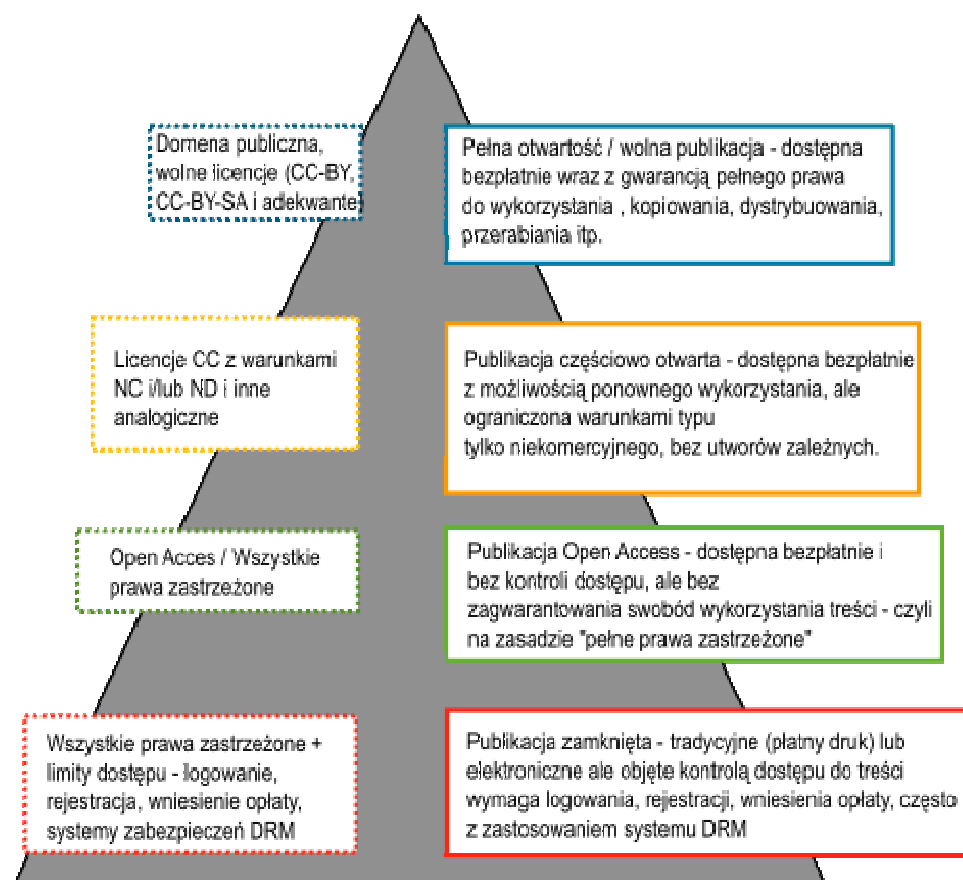 Domena publiczna,
wolne licencje (CC-BY,
CC-BY-SA i adekwante)
Pełna otwartość / wolna publikacja - dostępna
bezpłatnie wraz z gwarancją pełnego prawa
do wykorzystania , kopiowania, dystrybuowania,
przerabiania itp.
Licencje CC z warunkami
NC i/lub ND i inne
analogiczne
Publikacja częściowo otwarta - dostępna bezpłatnie
z możliwością ponownego wykorzystania, ale
ograniczona warunkami typu
tylko niekomercyjnego, bez utworów zależnych.
Open Acces / Wszystkie
prawa zastrzeżone
Publikacja Open Access - dostępna bezpłatnie i
bez kontroli dostępu, ale bez
zagwarantowania swobód wykorzystania treści - czyli
na zasadzie "pełne prawa zastrzeżone"
Wszystkie prawa zastrzeżone +
limity dostępu - logowanie,
rejestracja, wniesienie opłaty,
systemy zabezpieczeń DRM
Publikacja zamknięta - tradycyjne (płatny druk) lub
elektroniczne ale objęte kontrolą dostępu do treści
wymaga logowania, rejestracji, wniesienia opłaty, często
z zastosowaniem systemu DRM